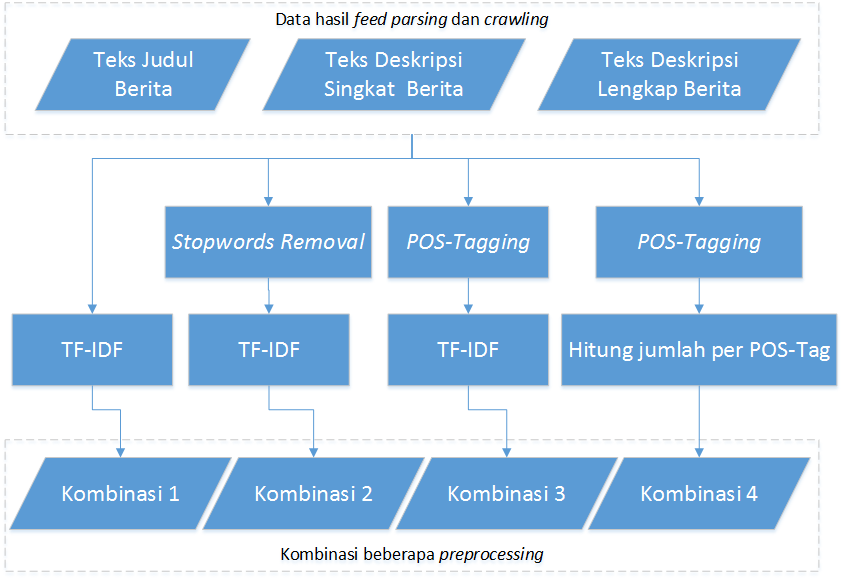 Data hasil feed parsing dan crawling
Teks Judul
Berita
Teks Deskripsi
Singkat Berita
Teks Deskripsi
Lengkap Berita
Stopwords Removal
POS-Tagging
POS-Tagging
TF-IDF
TF-IDF
TF-IDF
Hitung jumlah per POS-Tag
Kombinasi 1
Kombinasi 2
Kombinasi 3
Kombinasi 4
Kombinasi beberapa preprocessing